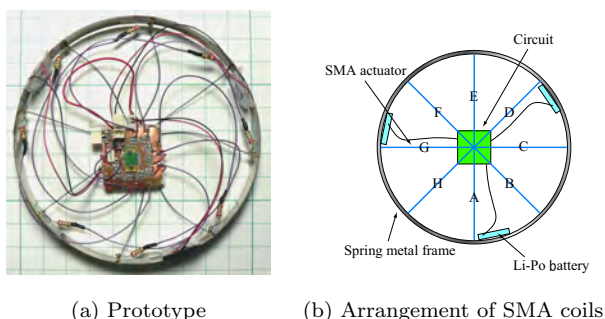 Circuit
SMA actuator
E
F
D
G
C
H
B
A
Spring metal frame
Li-Po battery
(a) Prototype
(b) Arrangement of SMA coils